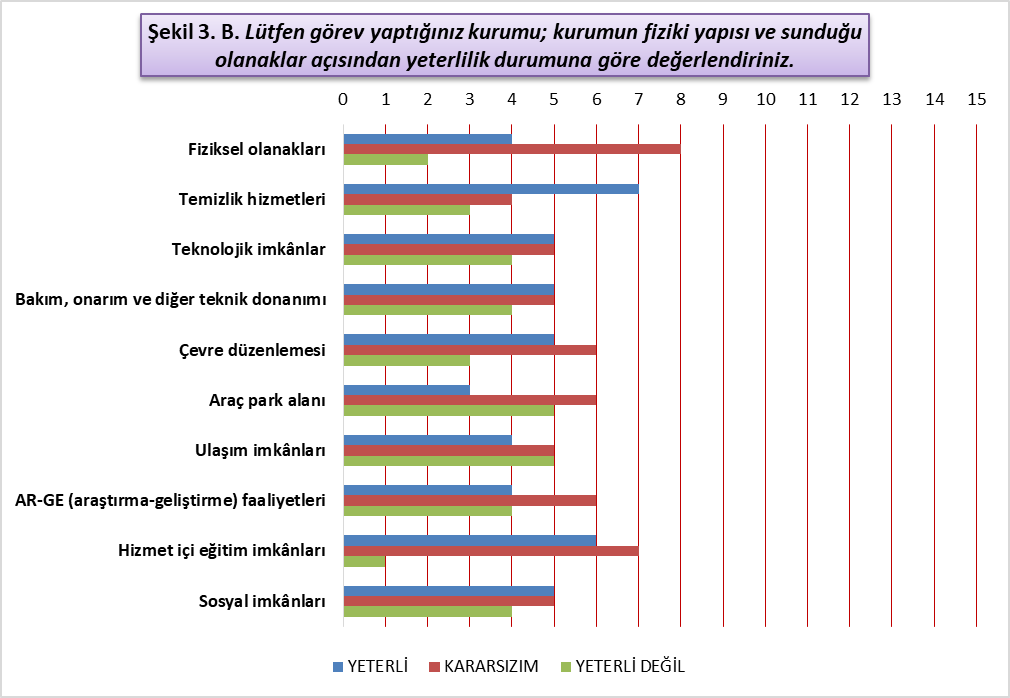 Şekil 3. B. Lütfen görev yaptığınız kurumu; kurumun fiziki yapısı ve sunduğu
olanaklar açısından yeterlilik durumuna göre değerlendiriniz.
0 1 2 3 4 5 6 7 8 9 10 11 12 13 14 15
Fiziksel olanakları
Temizlik hizmetleri
Teknolojik imkânlar
Bakım, onarım ve diğer teknik donanımı
Çevre düzenlemesi
Araç park alanı
Ulaşım imkânları
AR-GE (araştırma-geliştirme) faaliyetleri
Hizmet içi eğitim imkânları
Sosyal imkânları
YETERLİ KARARSIZIM YETERLİ DEĞİL